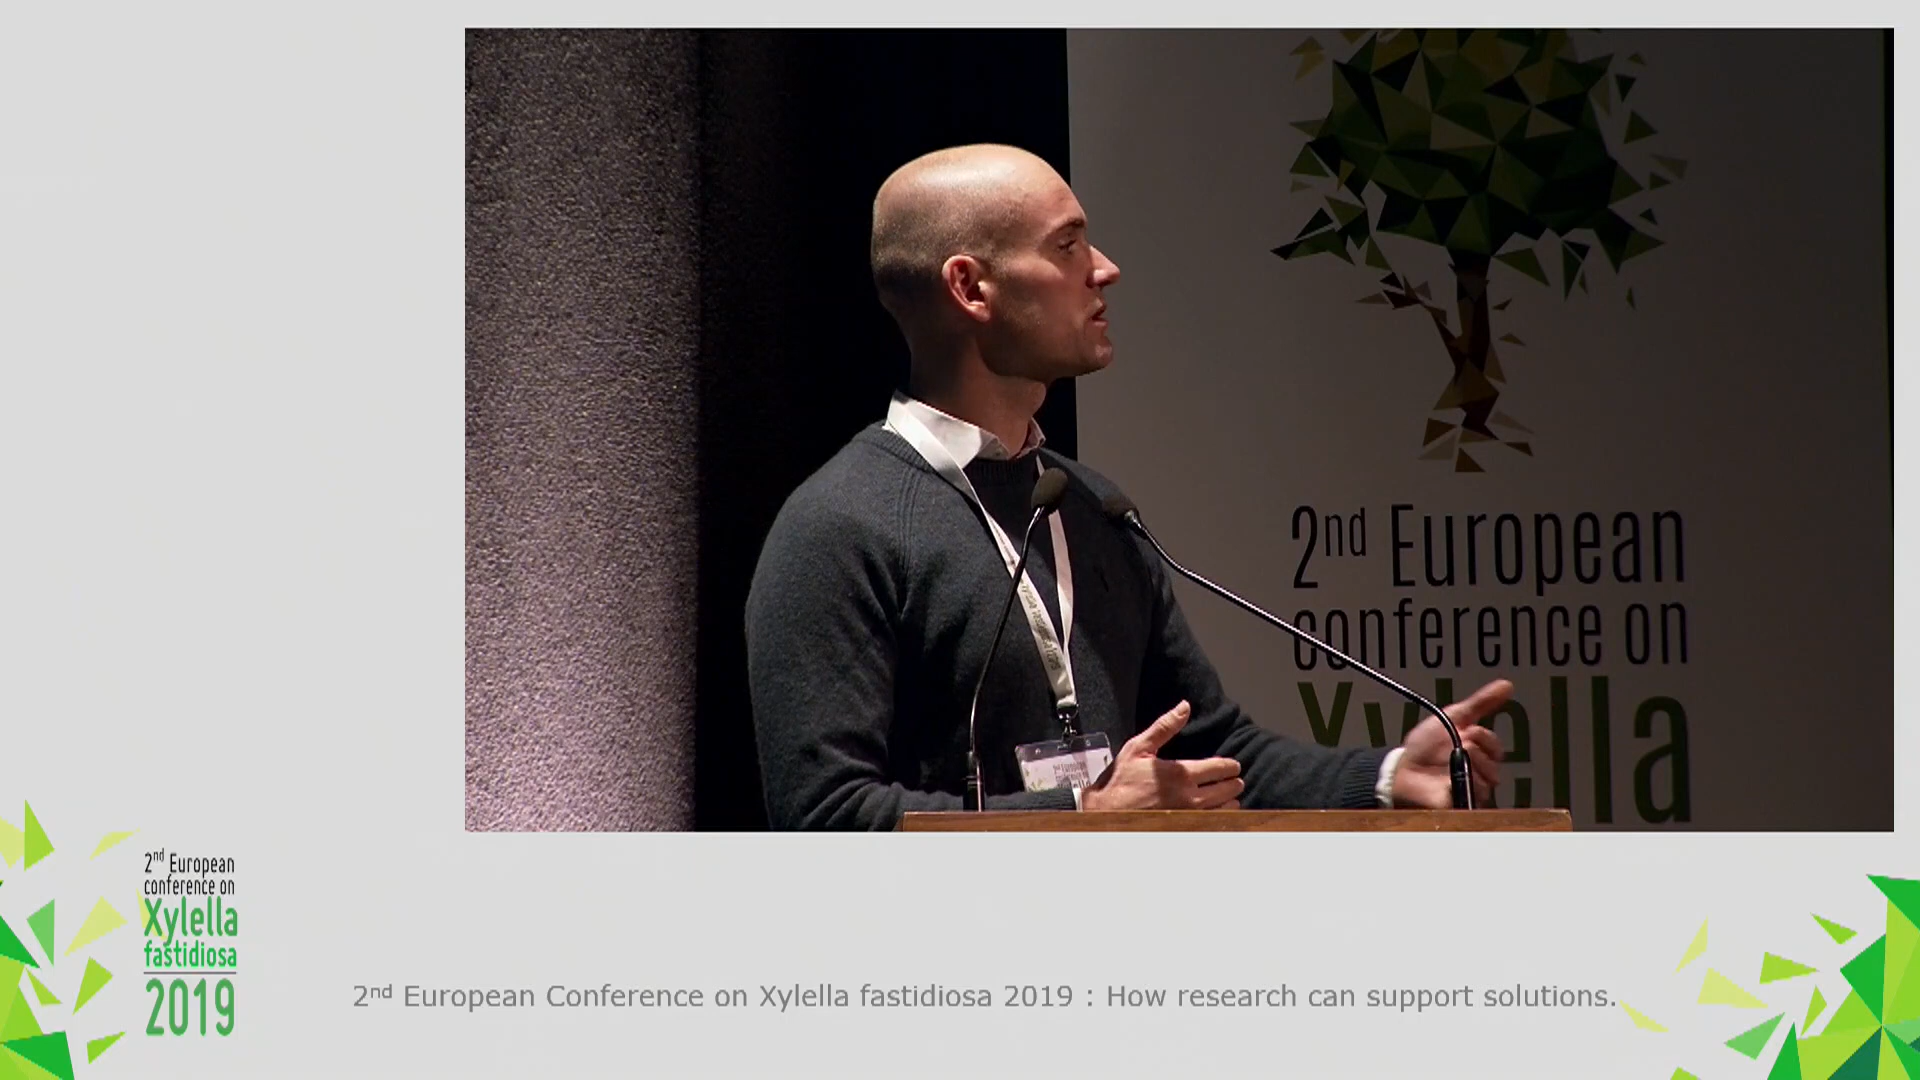 2nd European
conference on
Xylella
2nd European
conference on
Xylella
fastidiosa
2019
2nd European Conference on Xylella fastidiosa 2019 : How research can support solutions.